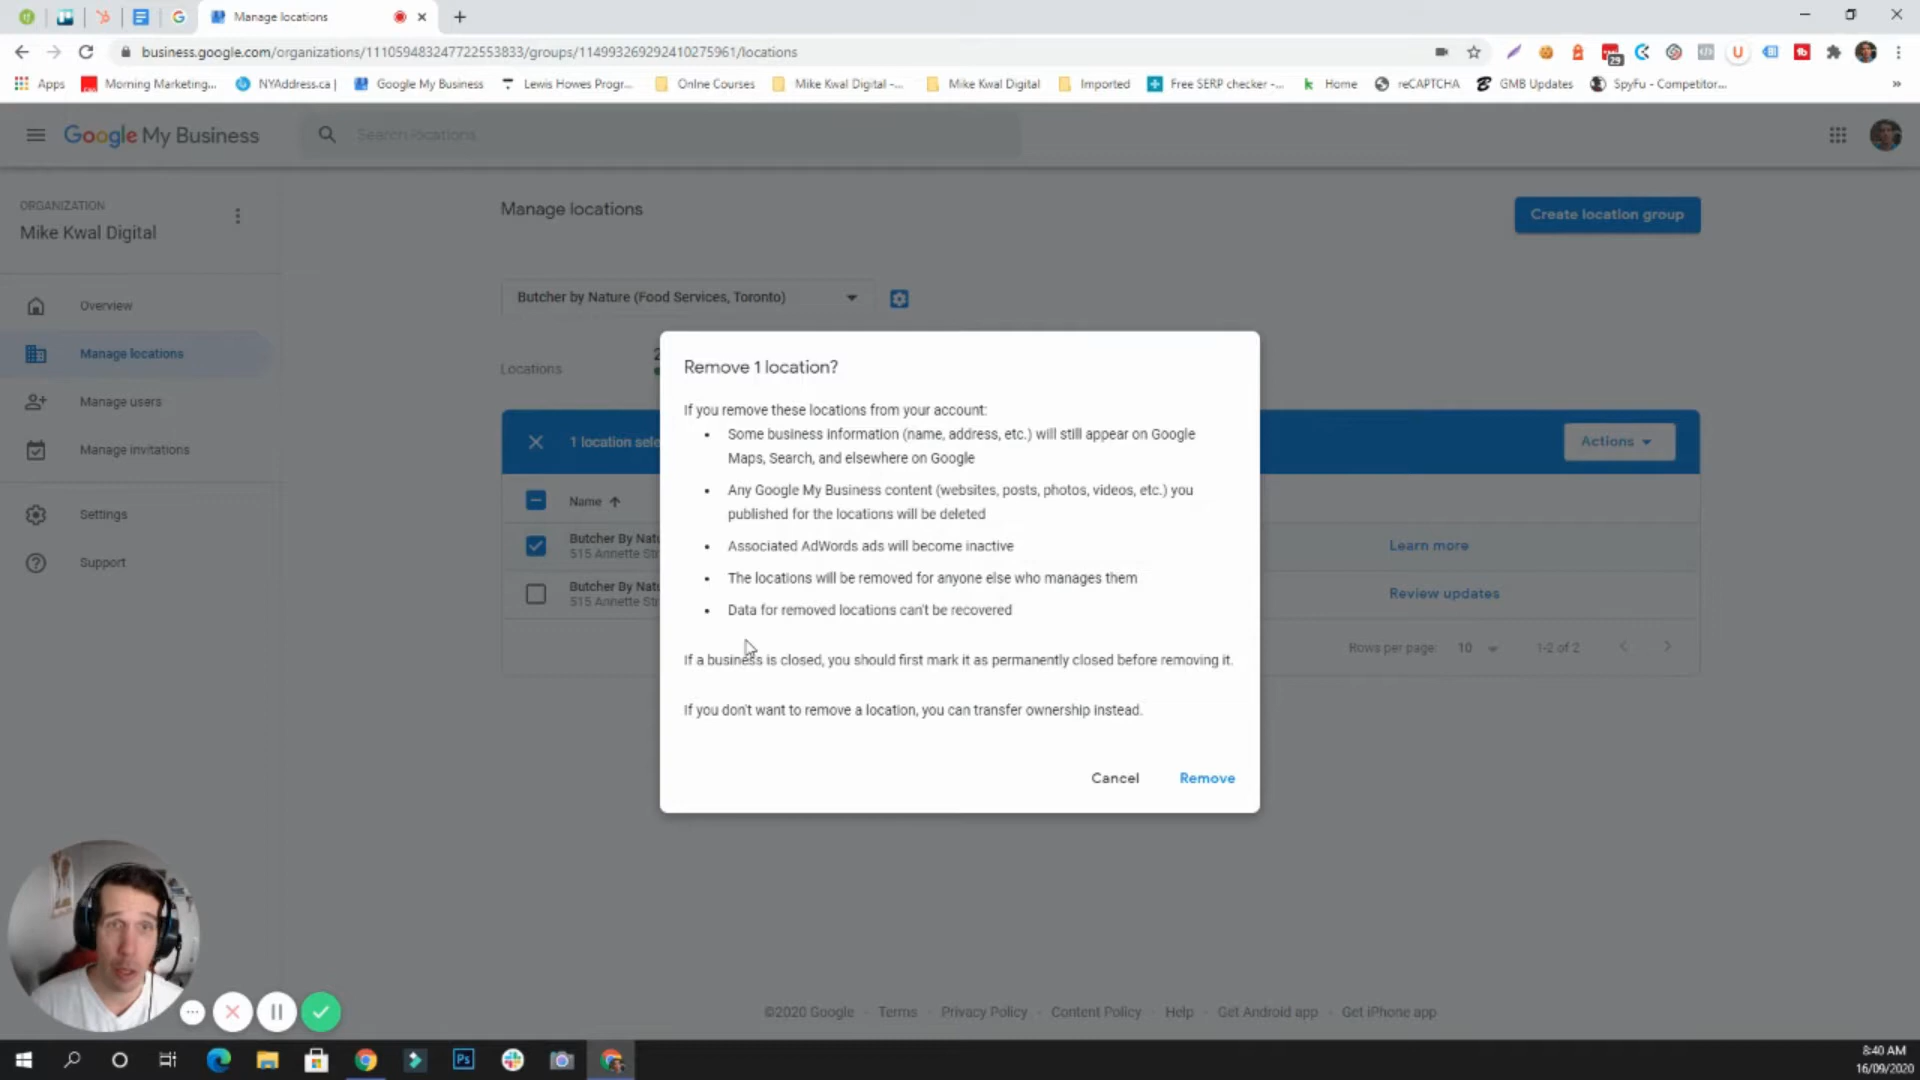 Manage locations
business.google.com/organizations/111059483247722553833/groups/114993269292410275961/locations
29
Apps
Morning Marketing...
NYAddress.ca |
Google My Business
Lewis Howes Progr...
Onlne Courses
Mike Kwal Digital -...
Mike Kwal Digital
Imported
Free SERP checker -...
Home
reCAPTCHA
GMB Updates
SpyFu - Competitor...
Google My Business
Search locations
ORGANIZATION
Mike Kwal Digital
Overview
Manage locations
Manage users
Manage invitations
Settings
Support
Manage locations
Create location group
Butcher by Nature (Food Services, Toronto)
Locations
1 location sele
Actions
Name
Butcher By Natu
515 Annette Str
Learn more
Butcher By Natu
515 Annette Str
Review updates
Rows per page: 10
1-2 of 2
Remove 1 location?
If you remove these locations from your account:
• Some business information (name, address, etc.) will still appear on Google
Maps, Search, and elsewhere on Google
• Any Google My Business content (websites, posts, photos, videos, etc.) you
published for the locations will be deleted
• Associated AdWords ads will become inactive
• The locations will be removed for anyone else who manages them
• Data for removed locations can't be recovered
If a business is closed, you should first mark it as permanently closed before removing it.
If you don't want to remove a location, you can transfer ownership instead.
Cancel
Remove
©2020 Google
Terms
Privacy Policy
Content Policy
Help
Get Android app
Get iPhone app
Ps
8:40 AM
16/09/2020